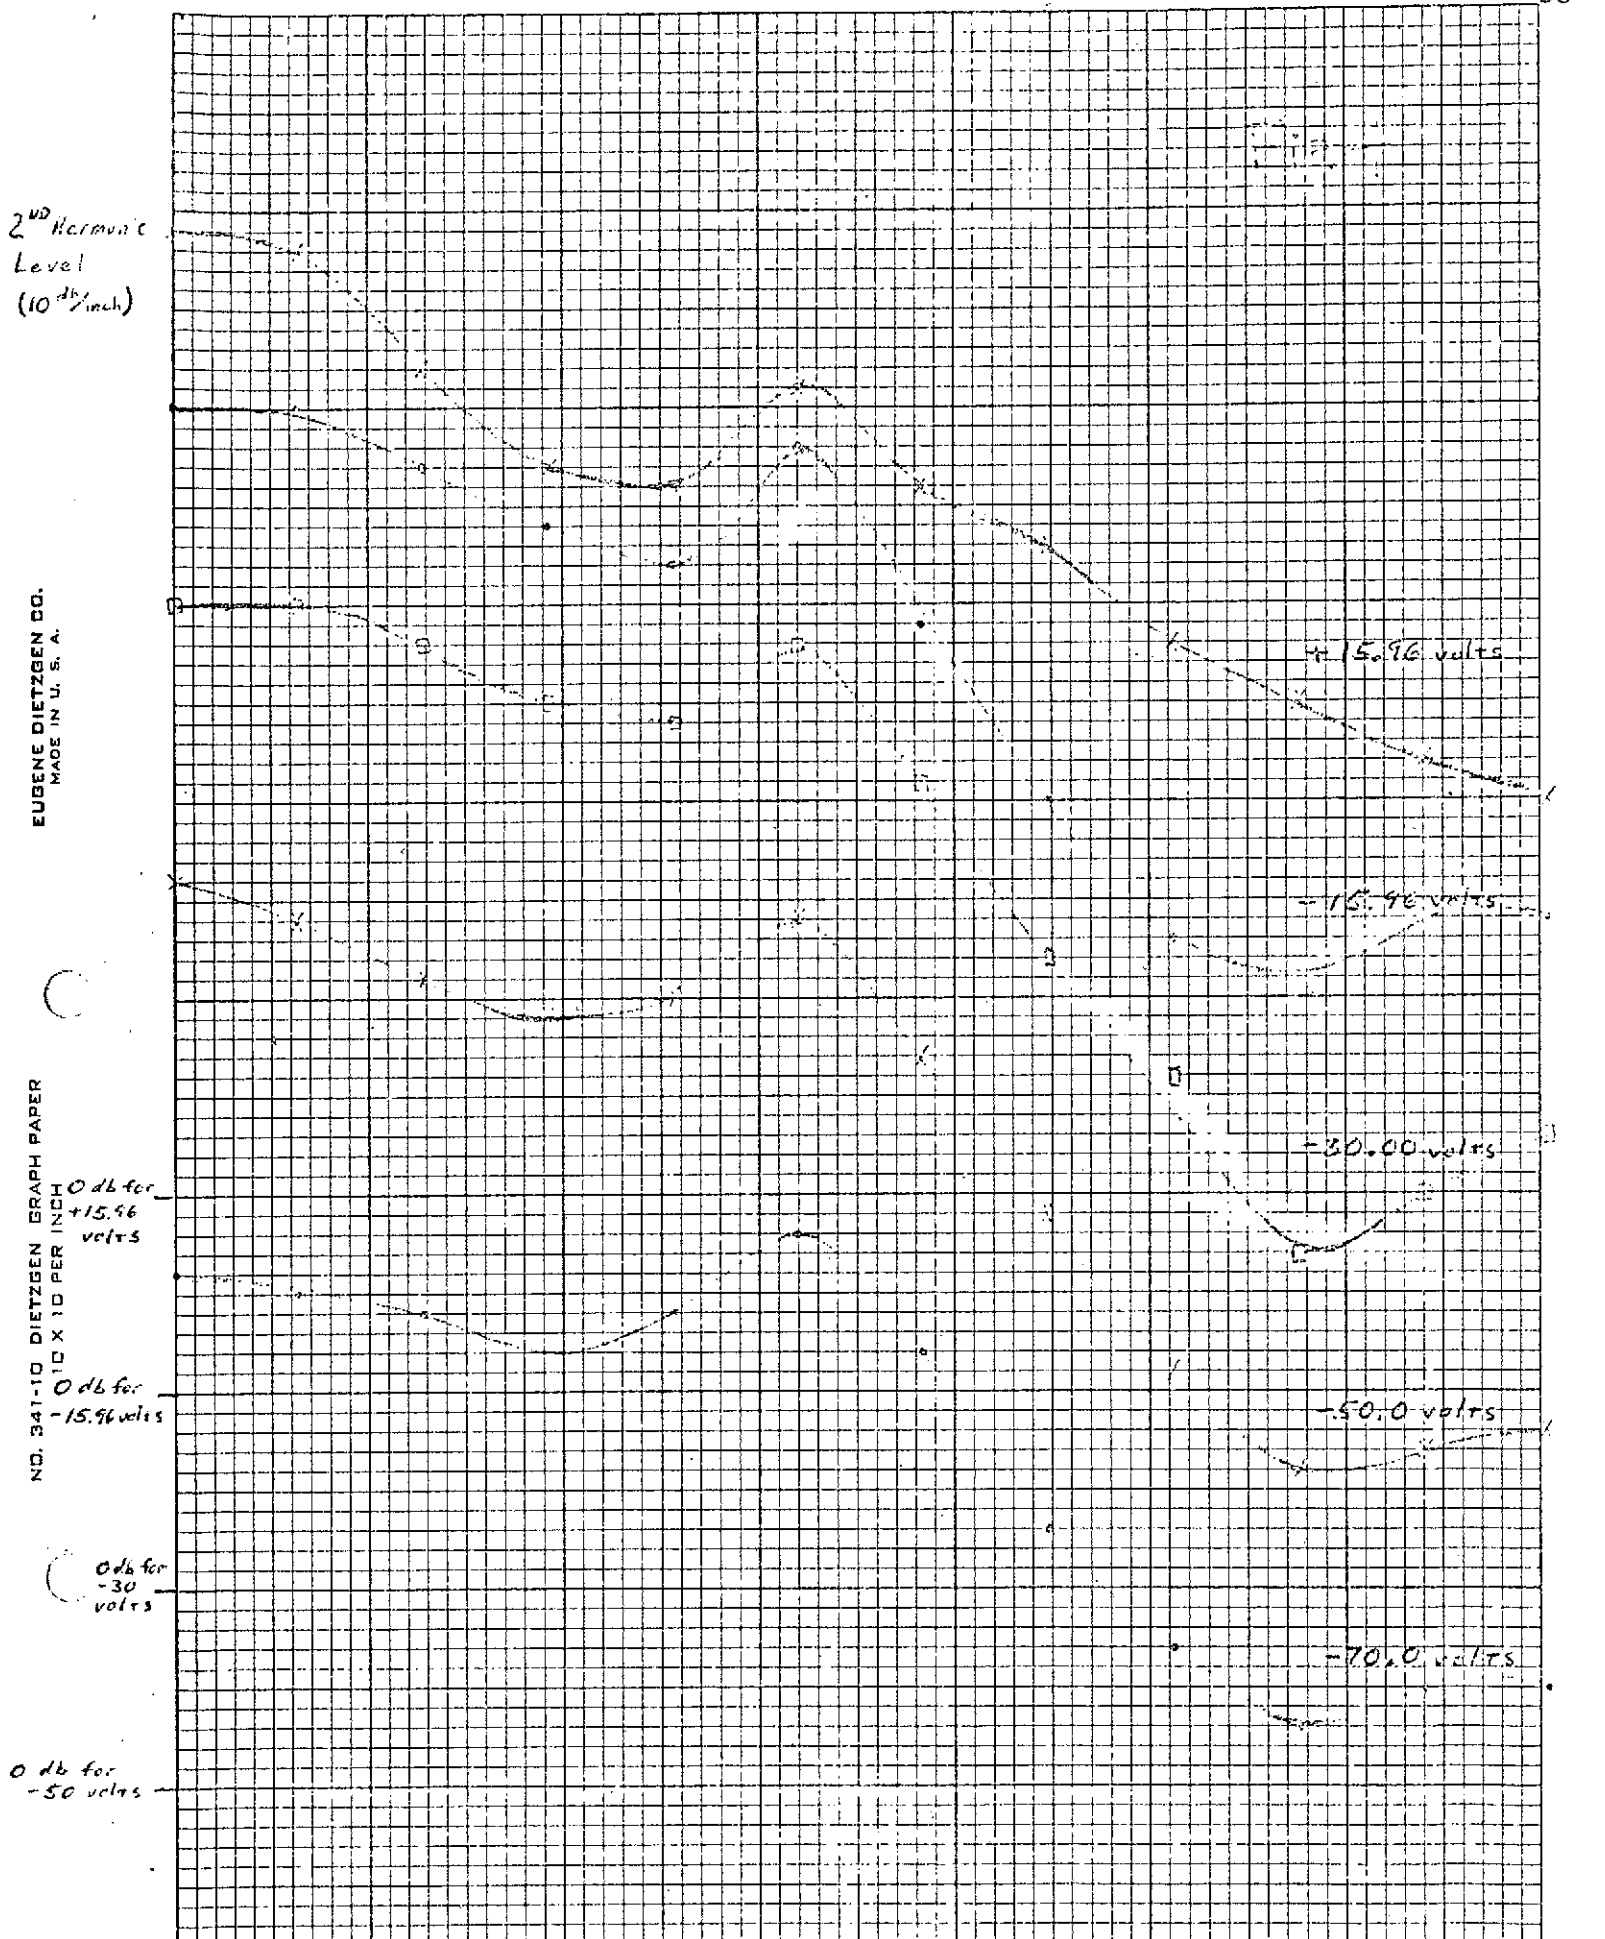 2ND Harmonic
Level
(10 db/inch)
EUGENE DIETZGEN CO.
MADE IN U. S. A.
+15.96 volts
-15.96 volts
-30.00 volts
NO. 341-10 DIETZGEN GRAPH PAPER
10 X 10 PER INCH
0 db for
+15.96
volts
0 db for
-15.96 volts
-50.0 volts
0 db for
-30
volts
-70.0 volts
0 db for
-50 volts